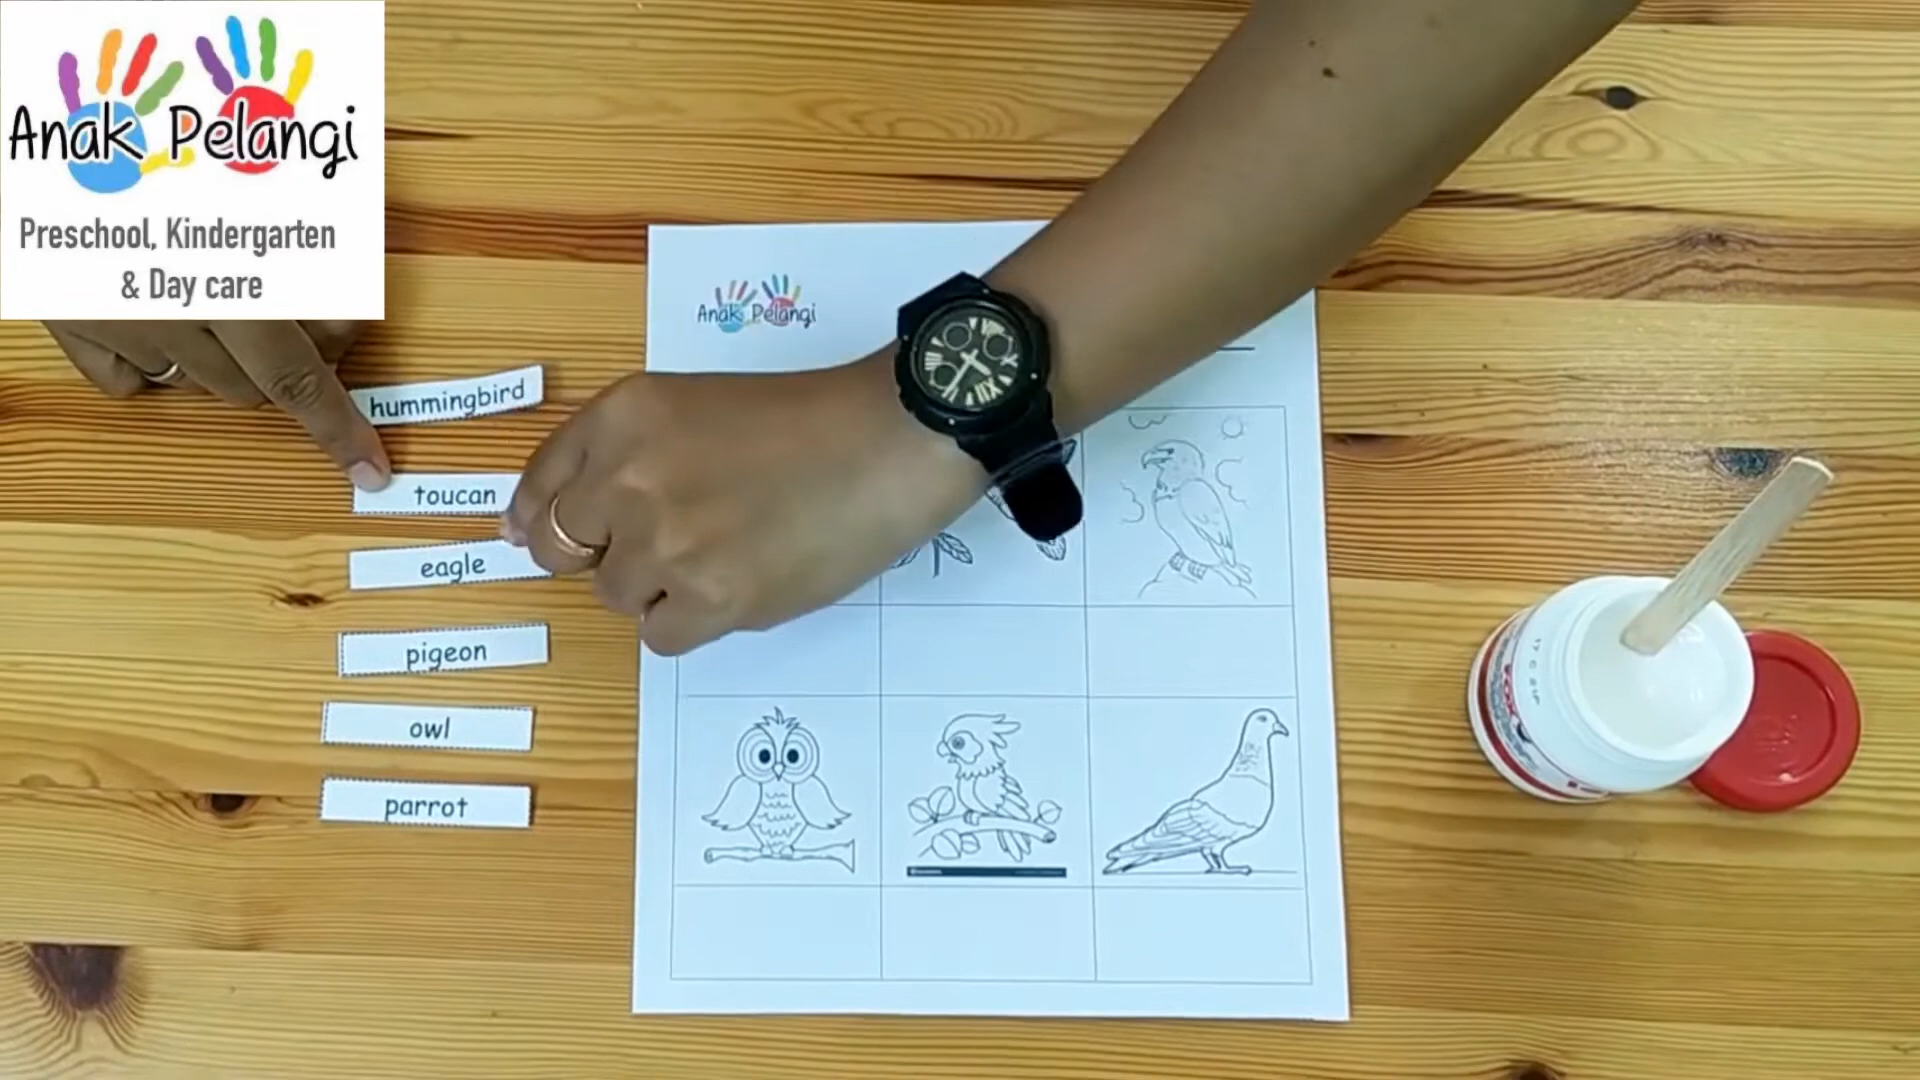 Anak Pelangi
Preschool, Kindergarten
& Day care
Anak Pelangi
hummingbird
toucan
eagle
pigeon
owl
parrot